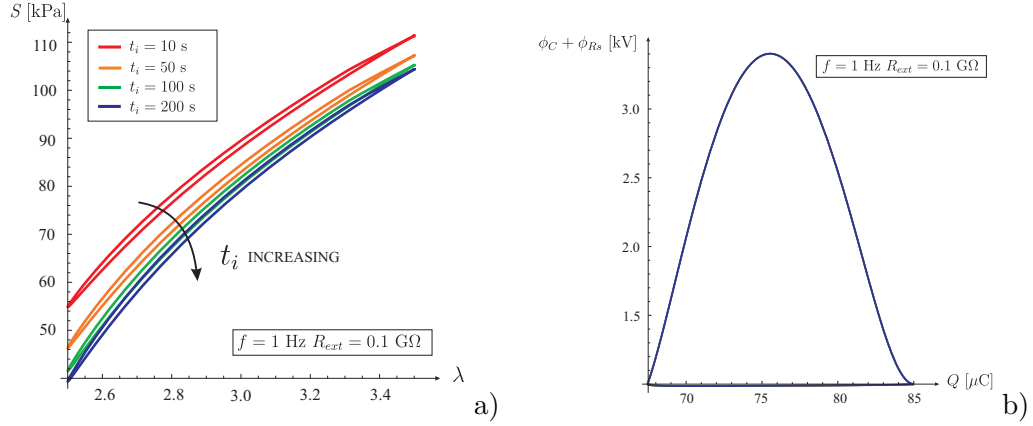 S [kPa]
110
100
90
80
70
60
50
t_i = 10 s
t_i = 50 s
t_i = 100 s
t_i = 200 s
t_i INCREASING
f = 1 Hz R_ext = 0.1 GΩ
2.6 2.8 3.0 3.2 3.4
λ
a)
ϕ_C + ϕ_Rs [kV]
f = 1 Hz R_ext = 0.1 GΩ
3.0
2.5
2.0
1.5
70 75 80 85
Q [μC]
b)